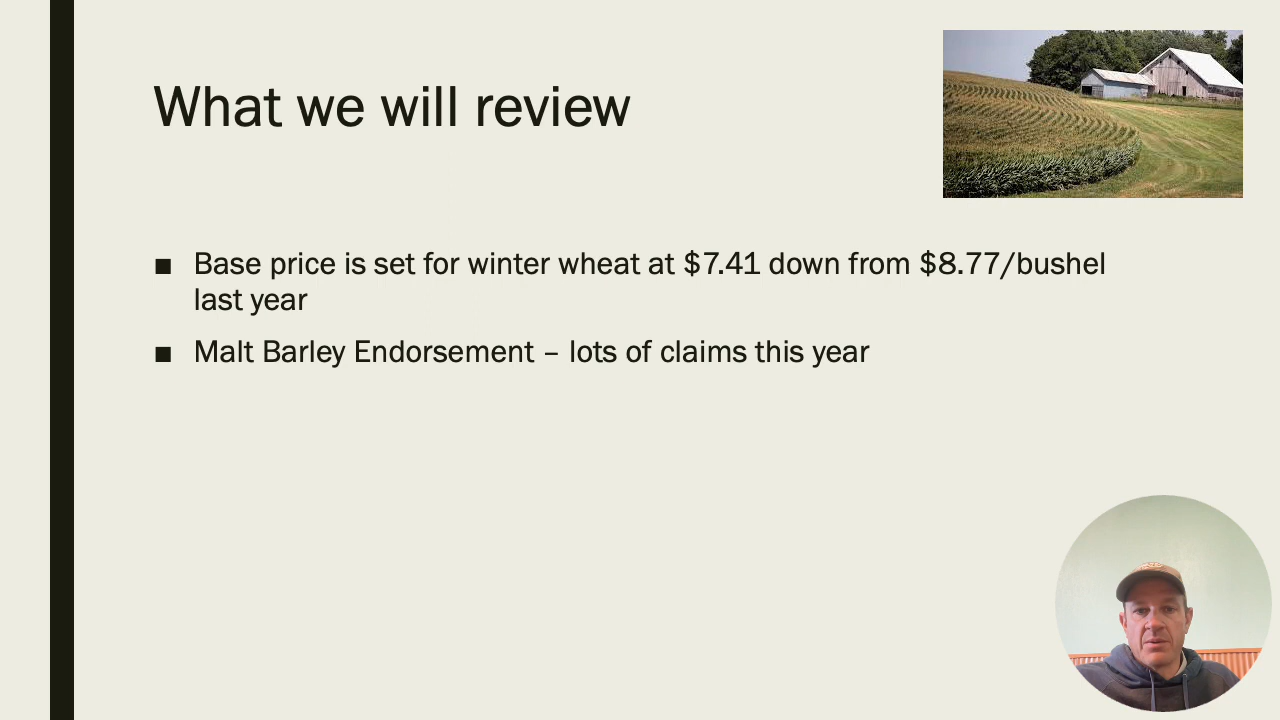 What we will review
■ Base price is set for winter wheat at $7.41 down from $8.77/bushel
last year
■ Malt Barley Endorsement – lots of claims this year